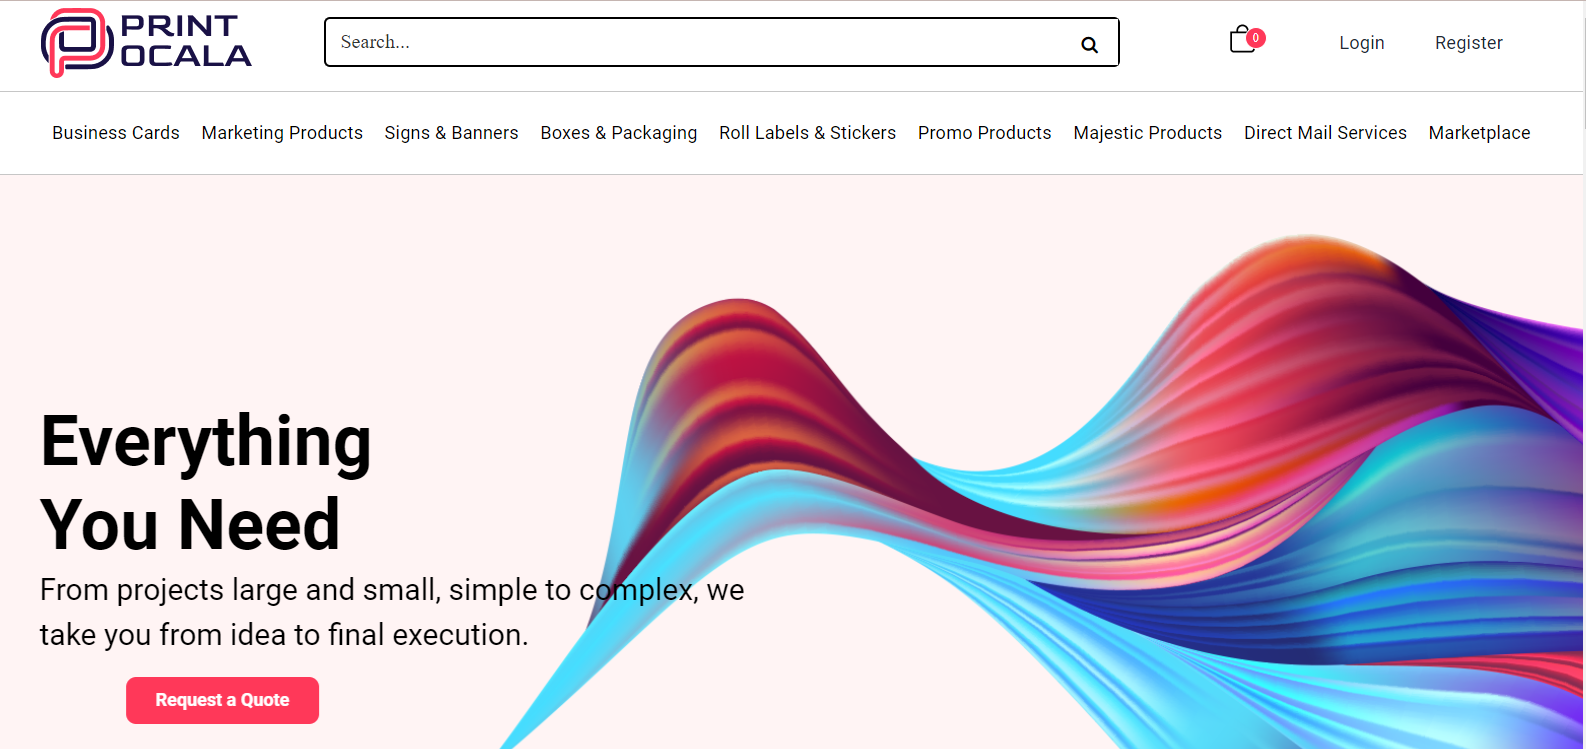 PRINT
OCALA
Search...
0
Login
Register
Business Cards Marketing Products Signs & Banners Boxes & Packaging Roll Labels & Stickers Promo Products Majestic Products Direct Mail Services Marketplace
Everything
You Need
From projects large and small, simple to complex, we
take you from idea to final execution.
Request a Quote